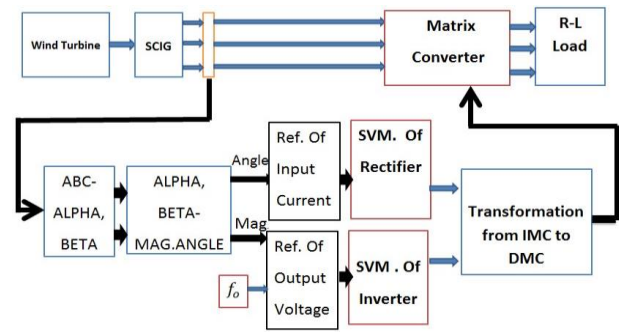 Wind Turbine
SCIG
Matrix
Converter
R-L
Load
ABC-
ALPHA,
BETA
ALPHA,
BETA-
MAG.ANGLE
Angle
Mag.
Ref. Of
Input
Current
SVM. Of
Rectifier
Ref. Of
Output
Voltage
SVM . Of
Inverter
fₒ
Transformation
from IMC to
DMC